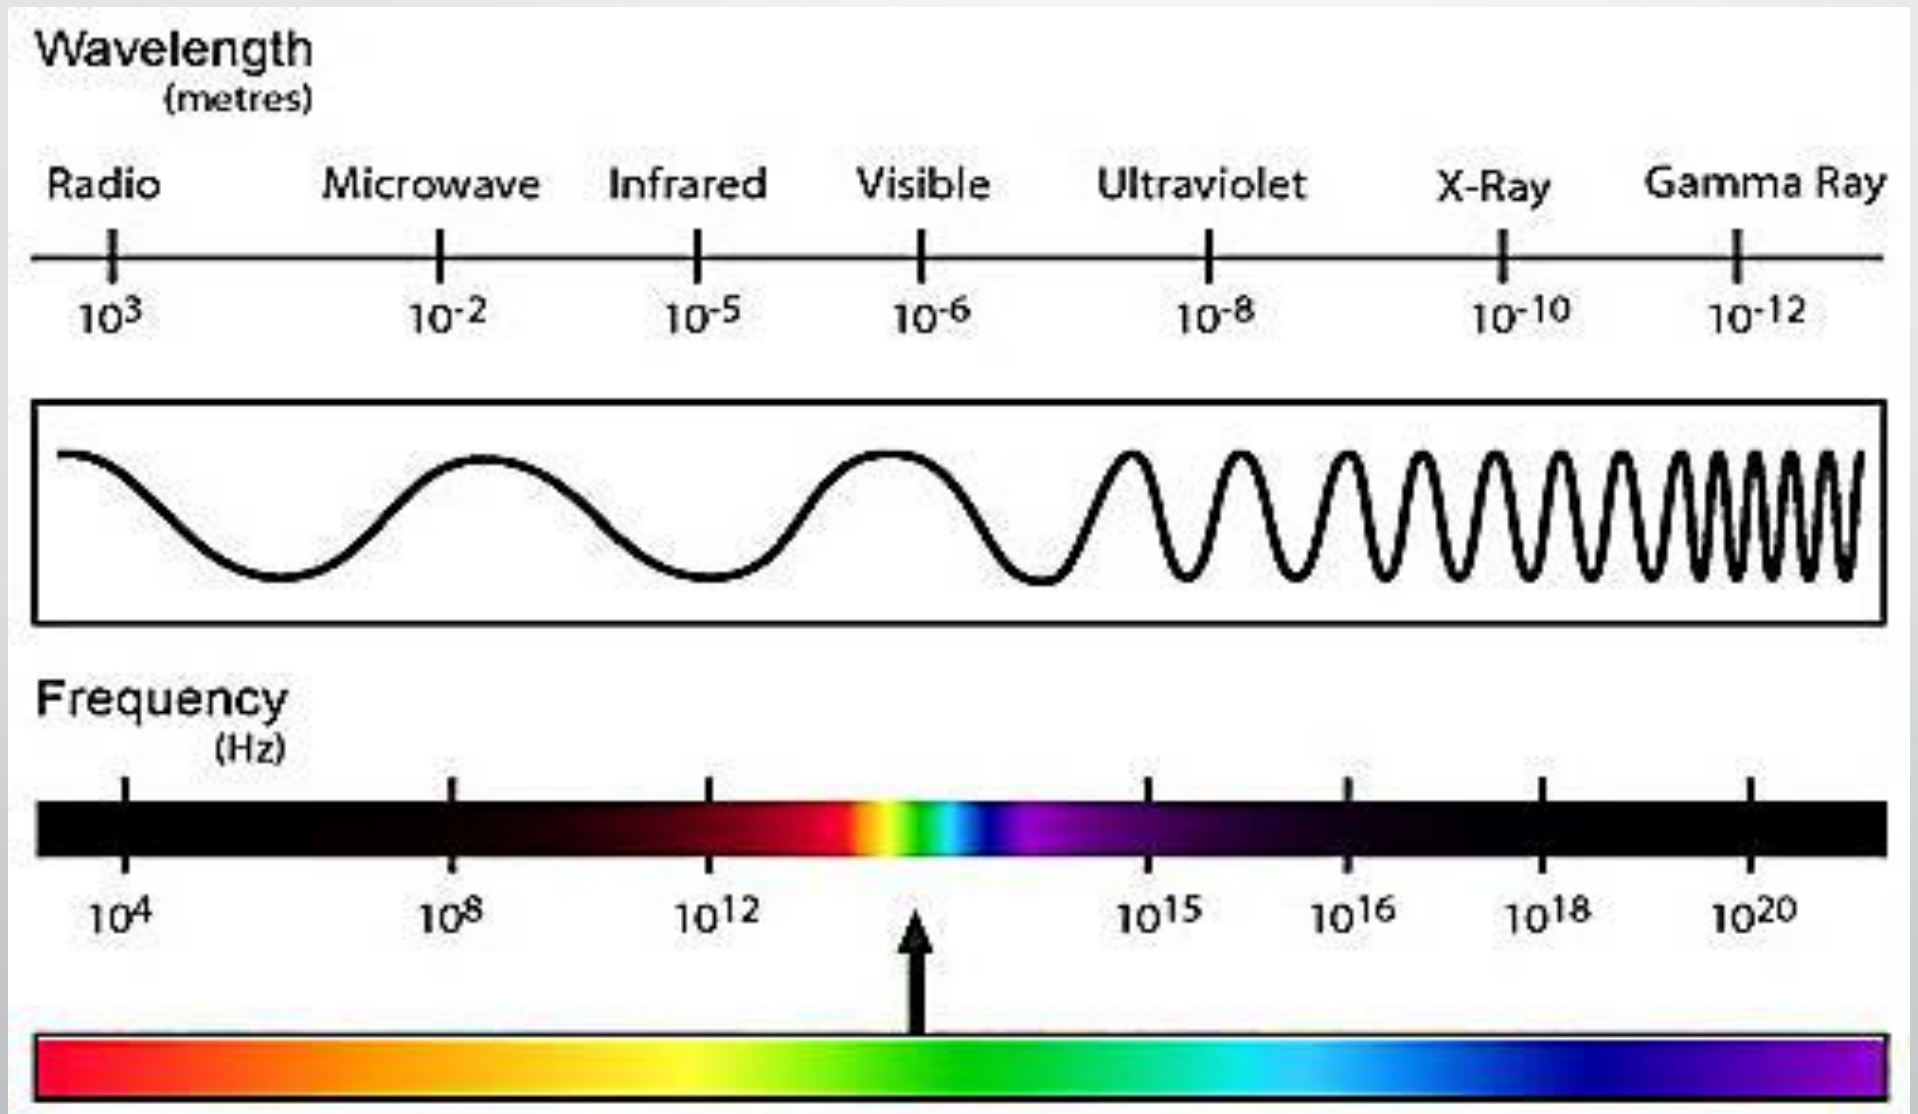 Wavelength
(metres)
Radio Microwave Infrared Visible Ultraviolet X-Ray Gamma Ray
10³ 10⁻² 10⁻⁵ 10⁻⁶ 10⁻⁸ 10⁻¹⁰ 10⁻¹²
Frequency
(Hz)
10⁴ 10⁸ 10¹² 10¹⁵ 10¹⁶ 10¹⁸ 10²⁰